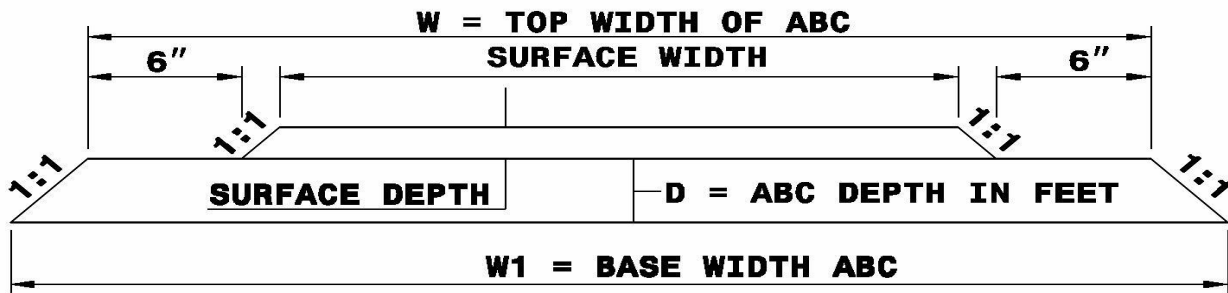 W = TOP WIDTH OF ABC
6" SURFACE WIDTH 6"
1:1 1:1
1:1 1:1
SURFACE DEPTH D = ABC DEPTH IN FEET
W1 = BASE WIDTH ABC